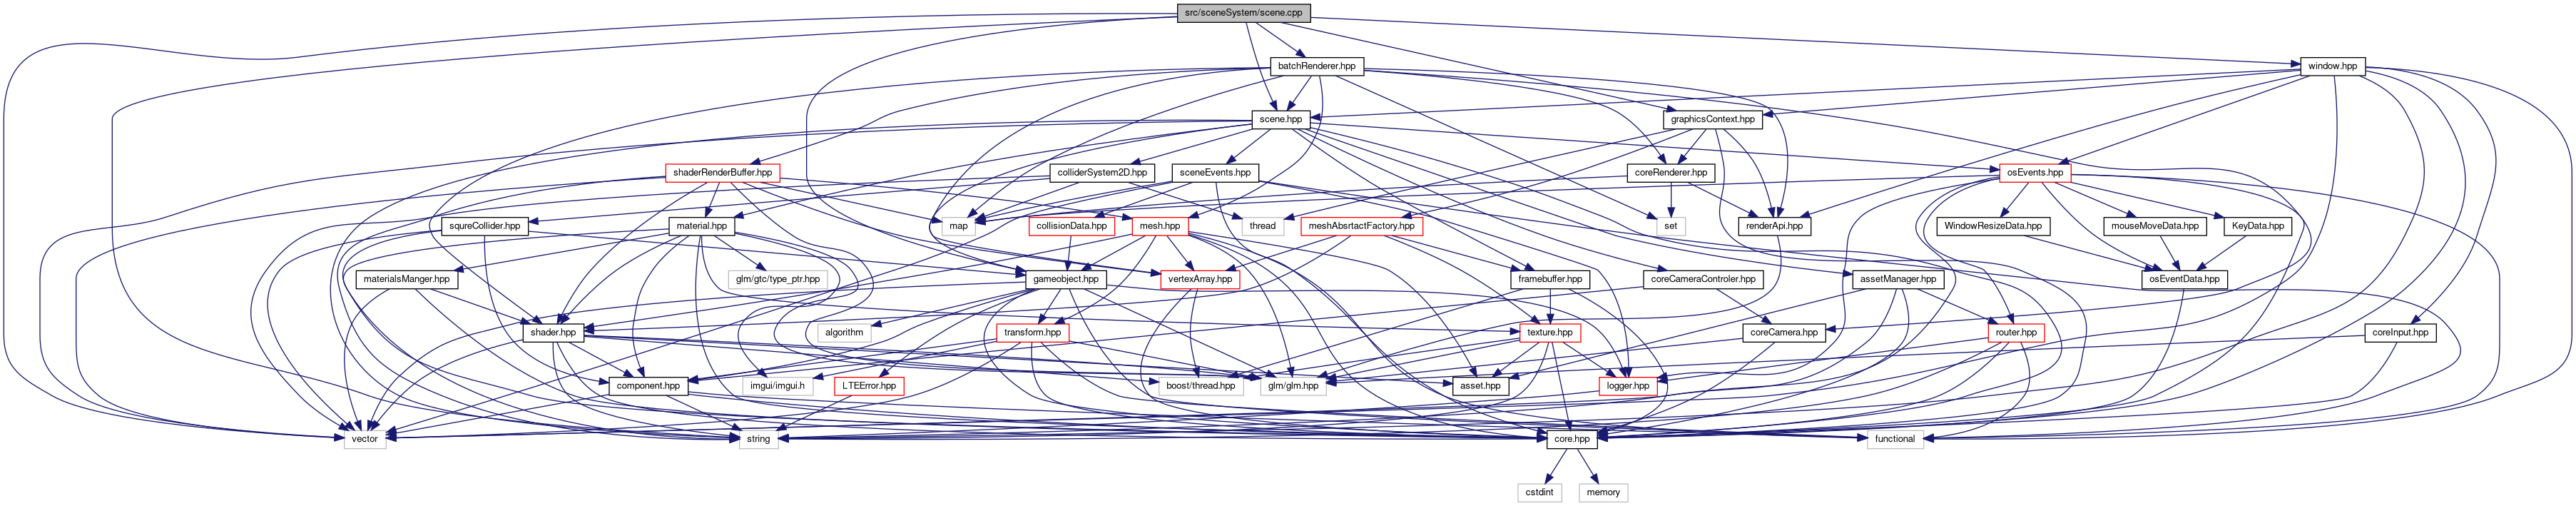 src/sceneSystem/scene.cpp
batchRenderer.hpp
window.hpp
scene.hpp
graphicsContext.hpp
shaderRenderBuffer.hpp
colliderSystem2D.hpp
sceneEvents.hpp
coreRenderer.hpp
osEvents.hpp
squreCollider.hpp
material.hpp
map
collisionData.hpp
mesh.hpp
thread
meshAbsrtactFactory.hpp
set
renderApi.hpp
WindowResizeData.hpp
mouseMoveData.hpp
KeyData.hpp
materialsManger.hpp
glm/gtc/type_ptr.hpp
gameobject.hpp
vertexArray.hpp
framebuffer.hpp
coreCameraControler.hpp
assetManager.hpp
osEventData.hpp
shader.hpp
algorithm
transform.hpp
texture.hpp
coreCamera.hpp
router.hpp
coreInput.hpp
component.hpp
imgui/imgui.h
LTEError.hpp
boost/thread.hpp
glm/glm.hpp
asset.hpp
logger.hpp
vector
string
core.hpp
functional
cstdint
memory